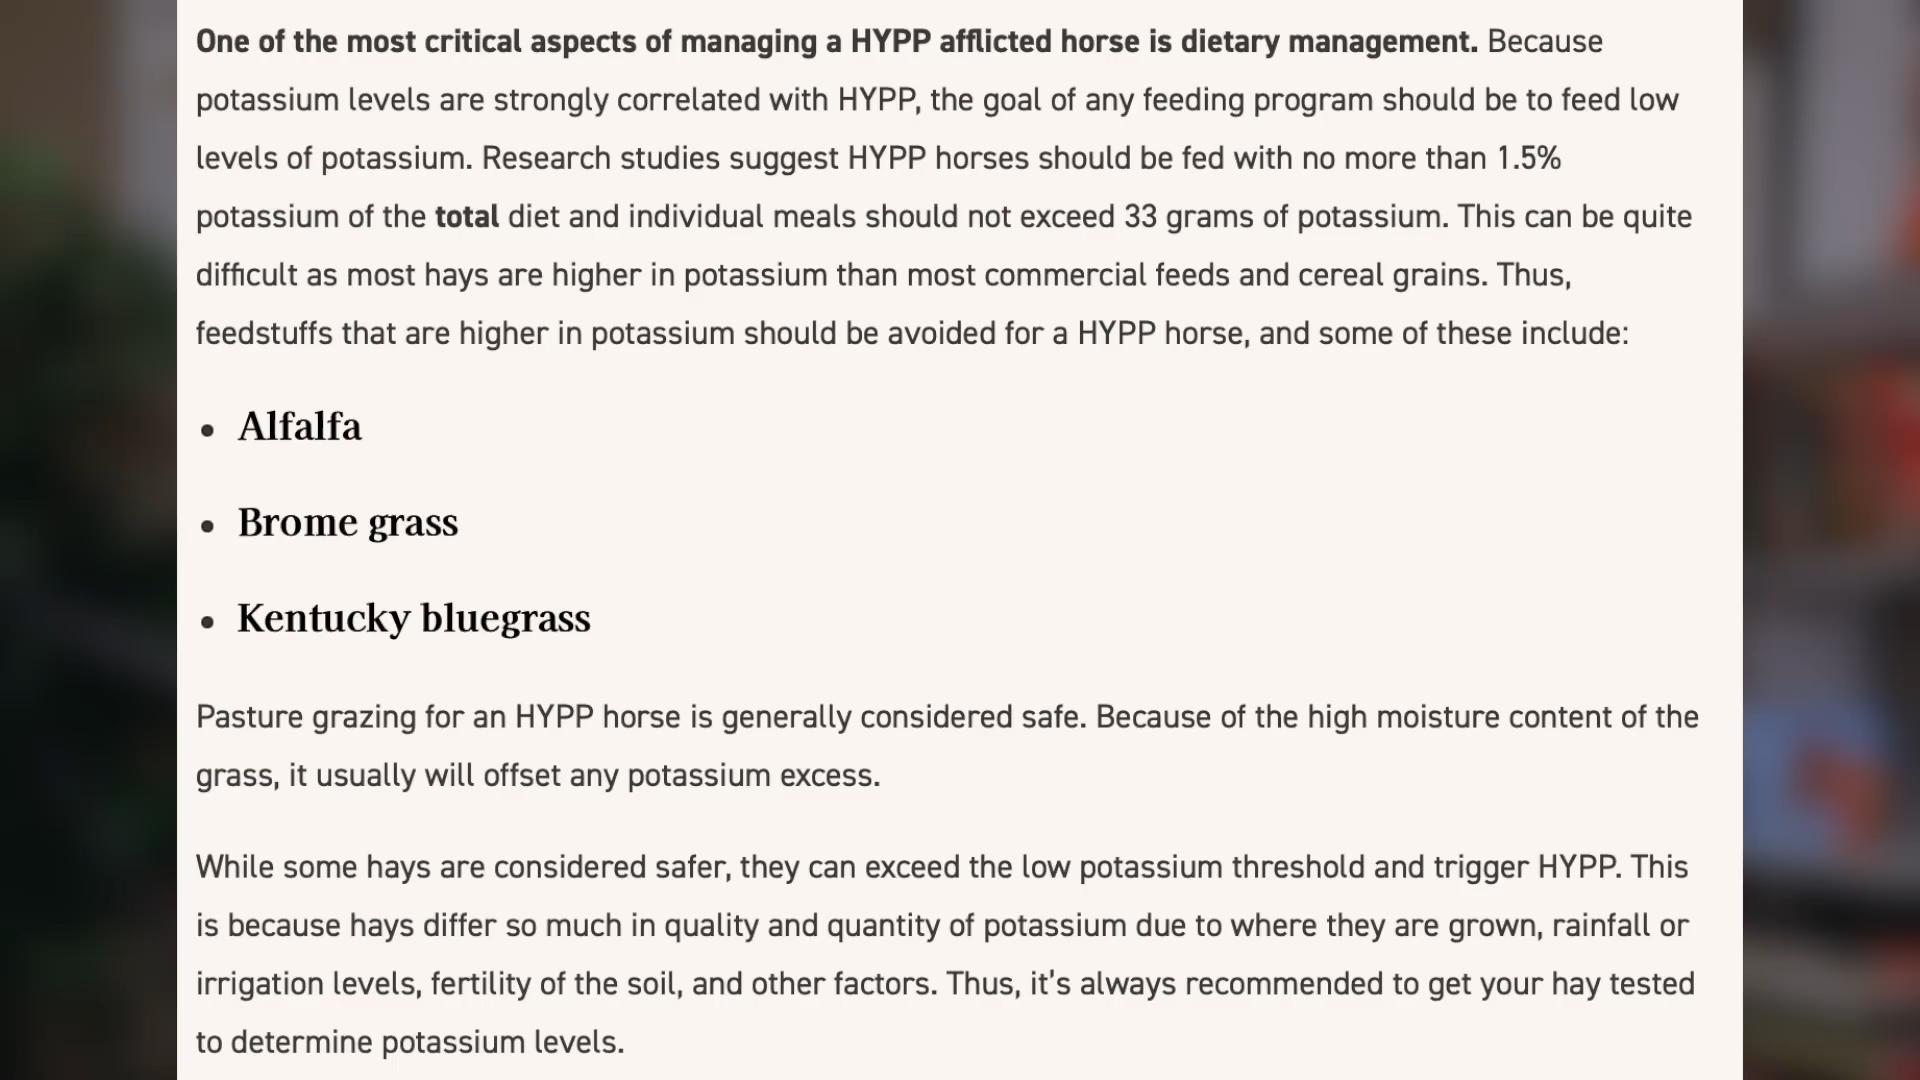 One of the most critical aspects of managing a HYPP afflicted horse is dietary management. Because
potassium levels are strongly correlated with HYPP, the goal of any feeding program should be to feed low
levels of potassium. Research studies suggest HYPP horses should be fed with no more than 1.5%
potassium of the total diet and individual meals should not exceed 33 grams of potassium. This can be quite
difficult as most hays are higher in potassium than most commercial feeds and cereal grains. Thus,
feedstuffs that are higher in potassium should be avoided for a HYPP horse, and some of these include:
• Alfalfa
• Brome grass
• Kentucky bluegrass
Pasture grazing for an HYPP horse is generally considered safe. Because of the high moisture content of the
grass, it usually will offset any potassium excess.
While some hays are considered safer, they can exceed the low potassium threshold and trigger HYPP. This
is because hays differ so much in quality and quantity of potassium due to where they are grown, rainfall or
irrigation levels, fertility of the soil, and other factors. Thus, it’s always recommended to get your hay tested
to determine potassium levels.